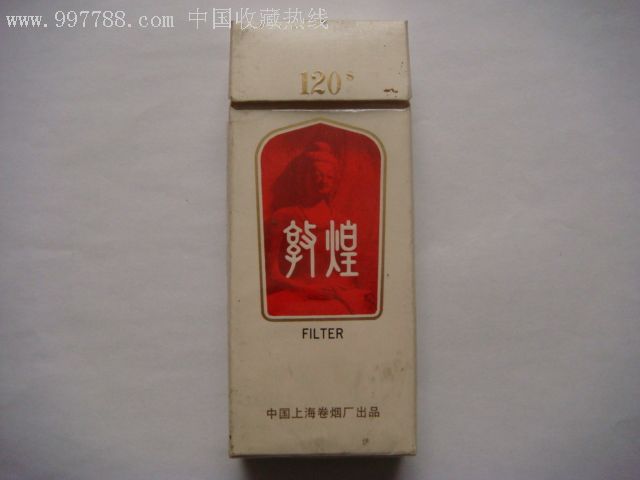 www.997788.com 中国收藏热线
120's
敦煌
FILTER
中国上海卷烟厂出品